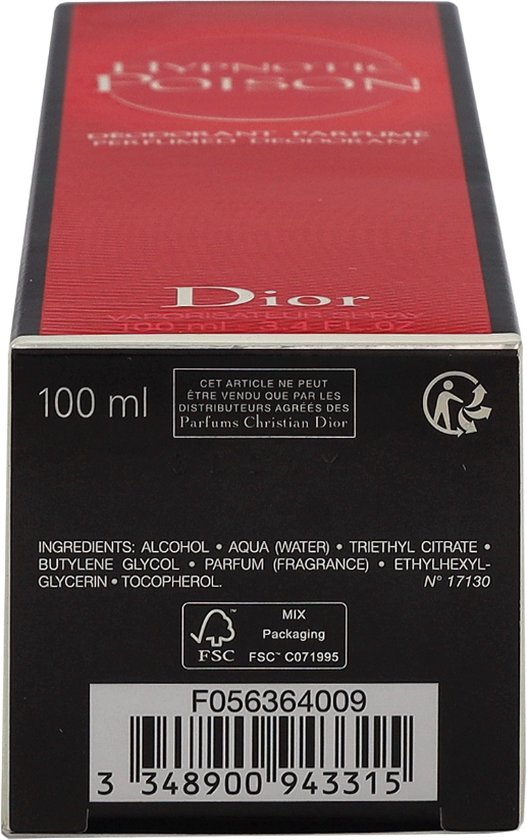 HYPNOTIC
POISON
DÉODORANT PARFUMÉ
PERFUMED DEODORANT
Dior
VAPORISATEUR SPRAY
100 ml 3.4 FL.OZ
100 ml
CET ARTICLE NE PEUT
ÊTRE VENDU QUE PAR LES
DISTRIBUTEURS AGRÉÉS DES
Parfums Christian Dior
INGREDIENTS: ALCOHOL • AQUA (WATER) • TRIETHYL CITRATE •
BUTYLENE GLYCOL • PARFUM (FRAGRANCE) • ETHYLHEXYL-
GLYCERIN • TOCOPHEROL. N° 17130
FSC™
MIX
Packaging
FSC™ C071995
F056364009
3 348900 943315